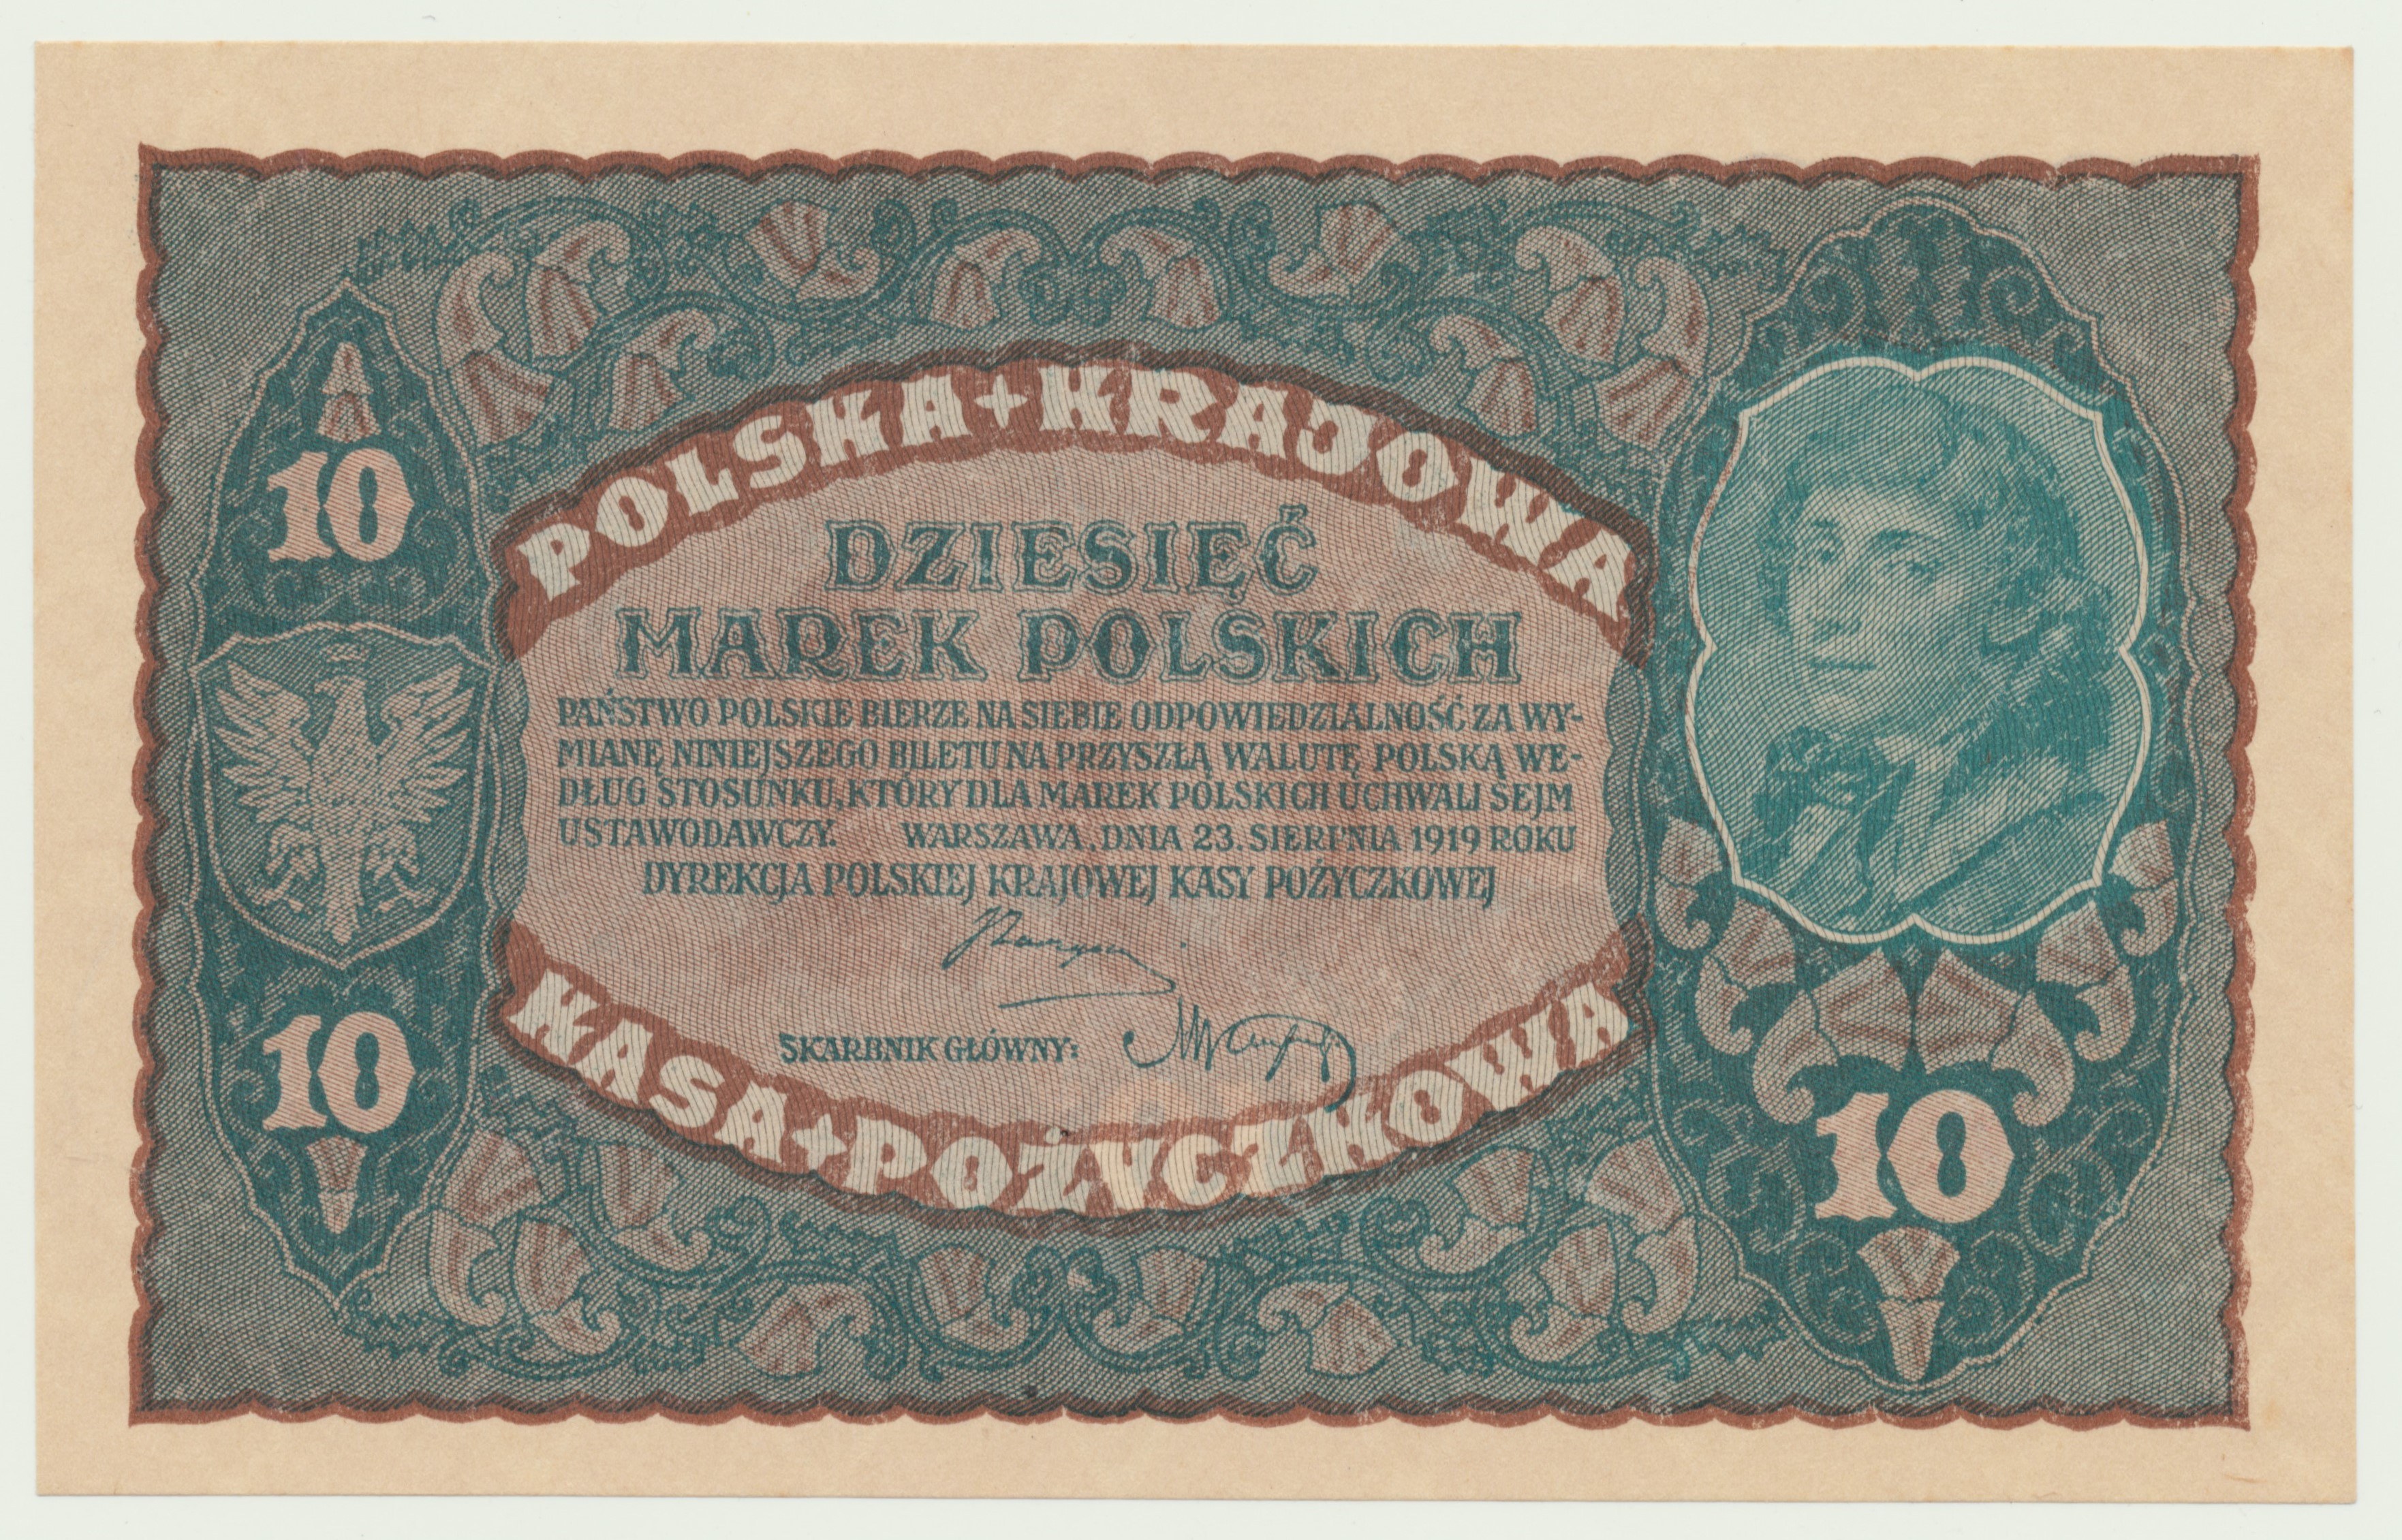 POLSKA+KRAJOWA
10
DZIESIĘĆ
MAREK POLSKICH
PAŃSTWO POLSKIE BIERZE NA SIEBIE ODPOWIEDZIALNOŚĆ ZA WY-
MIANĘ NINIEJSZEGO BILETU NA PRZYSZŁĄ WALUTĘ POLSKĄ WE-
DŁUG STOSUNKU, KTÓRY DLA MAREK POLSKICH UCHWALI SEJM
USTAWODAWCZY. WARSZAWA, DNIA 23. SIERPNIA 1919 ROKU
DYREKCJA POLSKIEJ KRAJOWEJ KASY POŻYCZKOWEJ
SKARBNIK GŁÓWNY:
KASA+POŻYCZKOWA
10
10